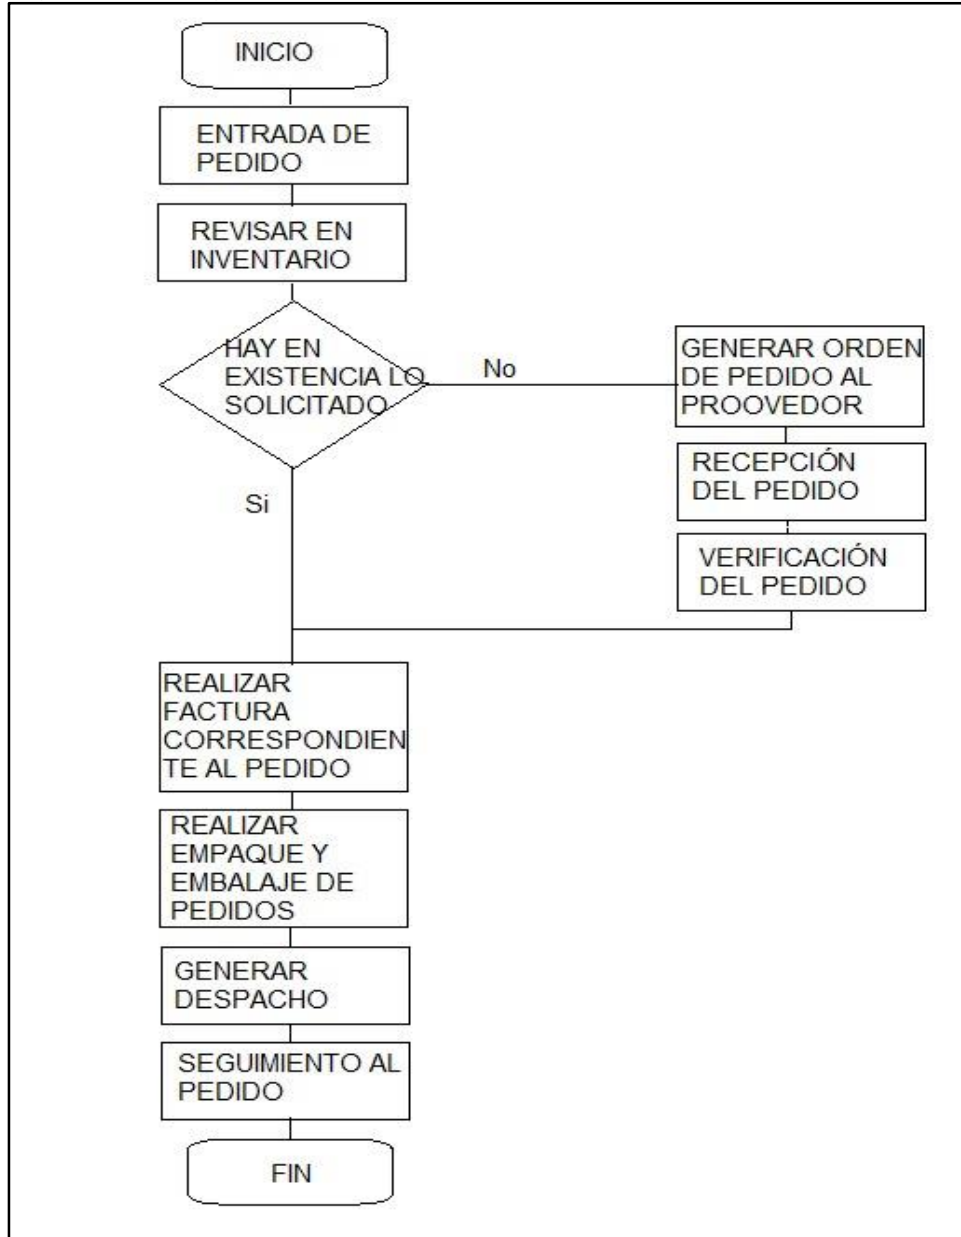 INICIO
ENTRADA DE
PEDIDO
REVISAR EN
INVENTARIO
HAY EN
EXISTENCIA LO
SOLICITADO
No
GENERAR ORDEN
DE PEDIDO AL
PROOVEDOR
RECEPCIÓN
DEL PEDIDO
VERIFICACIÓN
DEL PEDIDO
Si
REALIZAR
FACTURA
CORRESPONDIEN
TE AL PEDIDO
REALIZAR
EMPAQUE Y
EMBALAJE DE
PEDIDOS
GENERAR
DESPACHO
SEGUIMIENTO AL
PEDIDO
FIN